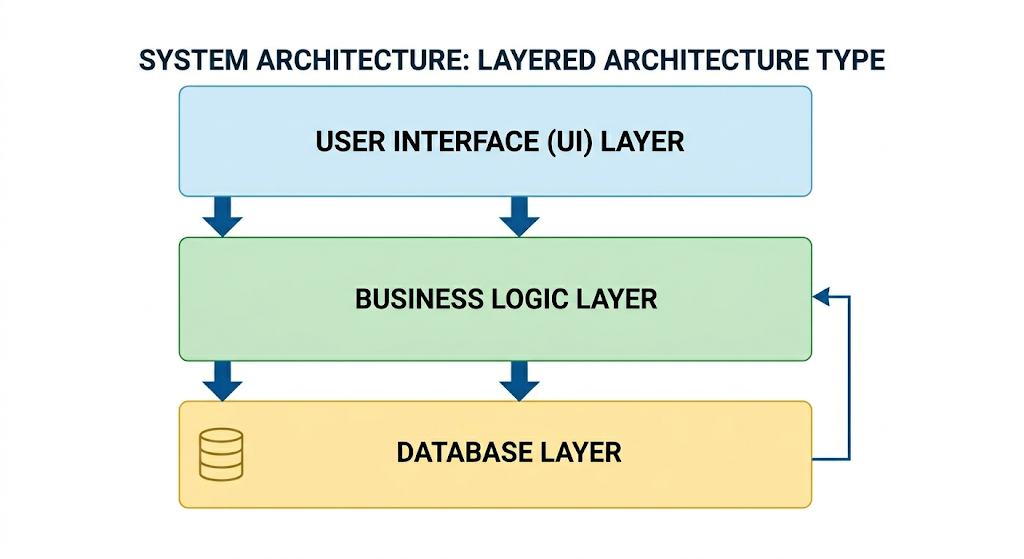 SYSTEM ARCHITECTURE: LAYERED ARCHITECTURE TYPE
USER INTERFACE (UI) LAYER
BUSINESS LOGIC LAYER
DATABASE LAYER